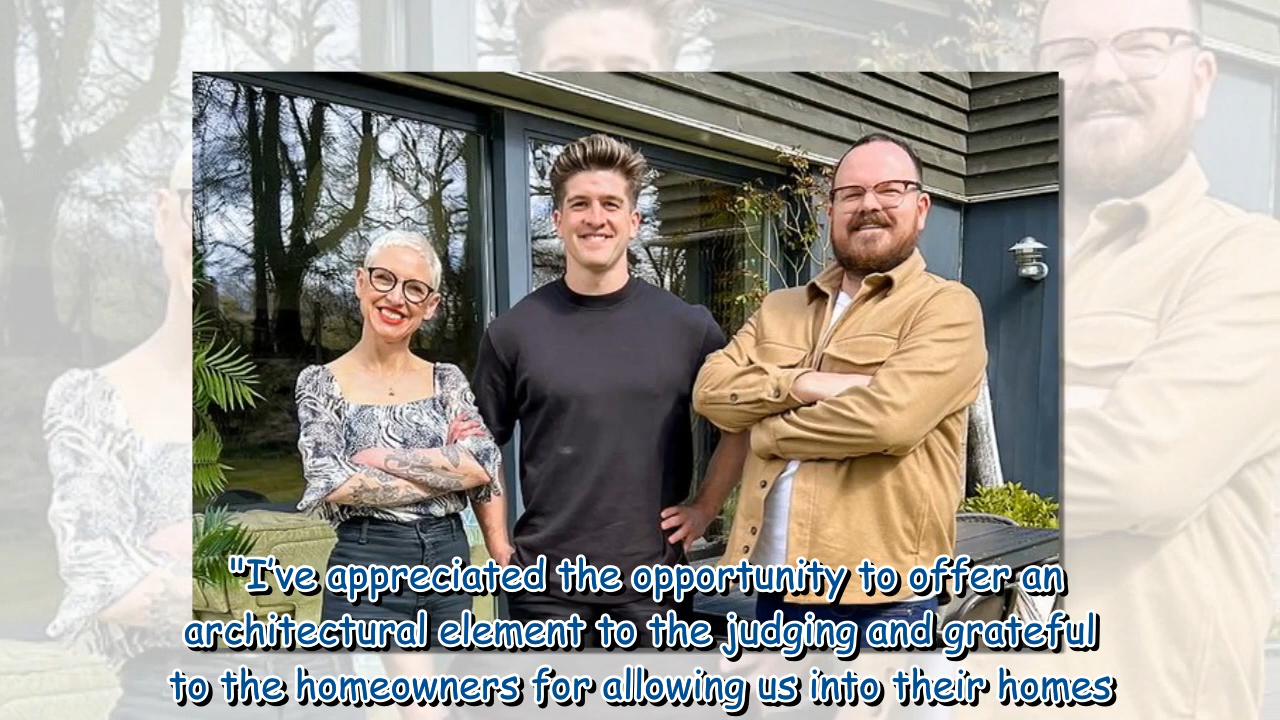 "I've appreciated the opportunity to offer an
architectural element to the judging and grateful
to the homeowners for allowing us into their homes